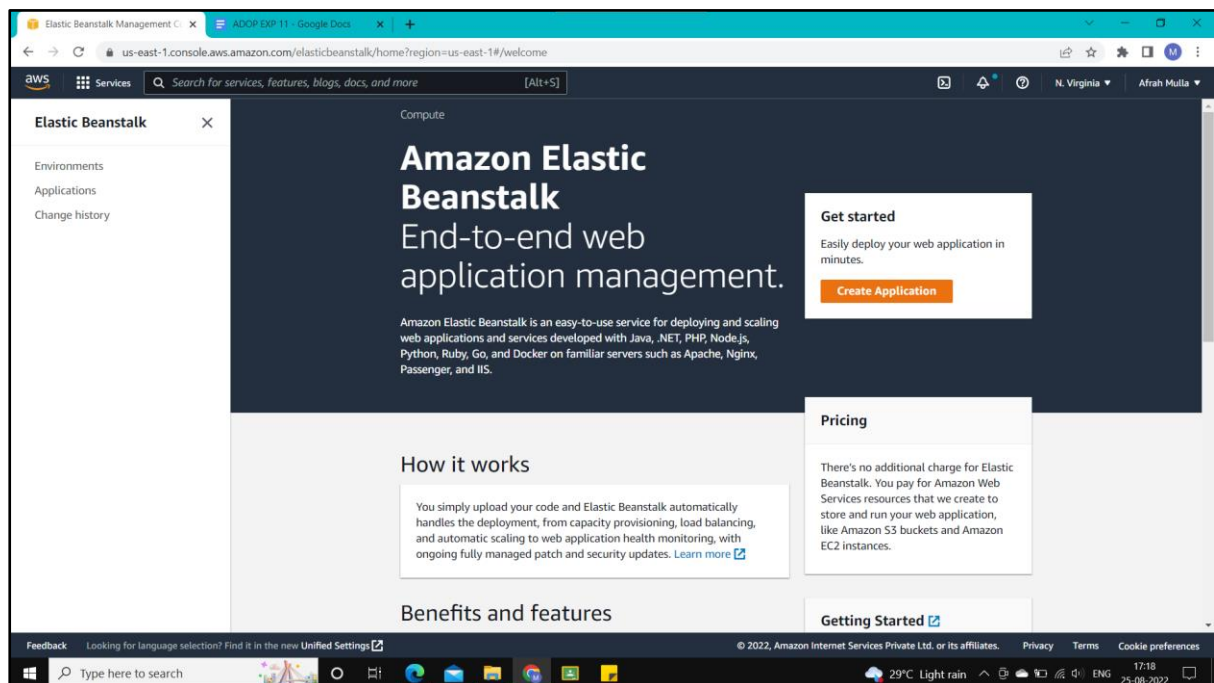 Elastic Beanstalk Management C
ADOP EXP 11 - Google Docs
us-east-1.console.aws.amazon.com/elasticbeanstalk/home?region=us-east-1#/welcome
M
aws
Services
Search for services, features, blogs, docs, and more
[Alt+S]
N. Virginia
Afrah Mulla
Elastic Beanstalk
Environments
Applications
Change history
Compute
Amazon Elastic
Beanstalk
End-to-end web
application management.
Amazon Elastic Beanstalk is an easy-to-use service for deploying and scaling
web applications and services developed with Java, .NET, PHP, Node.js,
Python, Ruby, Go, and Docker on familiar servers such as Apache, Nginx,
Passenger, and IIS.
Get started
Easily deploy your web application in
minutes.
Create Application
Pricing
There's no additional charge for Elastic
Beanstalk. You pay for Amazon Web
Services resources that we create to
store and run your web application,
like Amazon S3 buckets and Amazon
EC2 instances.
How it works
You simply upload your code and Elastic Beanstalk automatically
handles the deployment, from capacity provisioning, load balancing,
and automatic scaling to web application health monitoring, with
ongoing fully managed patch and security updates. Learn more
Benefits and features
Getting Started
Feedback
Looking for language selection? Find it in the new Unified Settings
© 2022, Amazon Internet Services Private Ltd. or its affiliates.
Privacy
Terms
Cookie preferences
Type here to search
29°C Light rain
ENG
17:18
25-08-2022